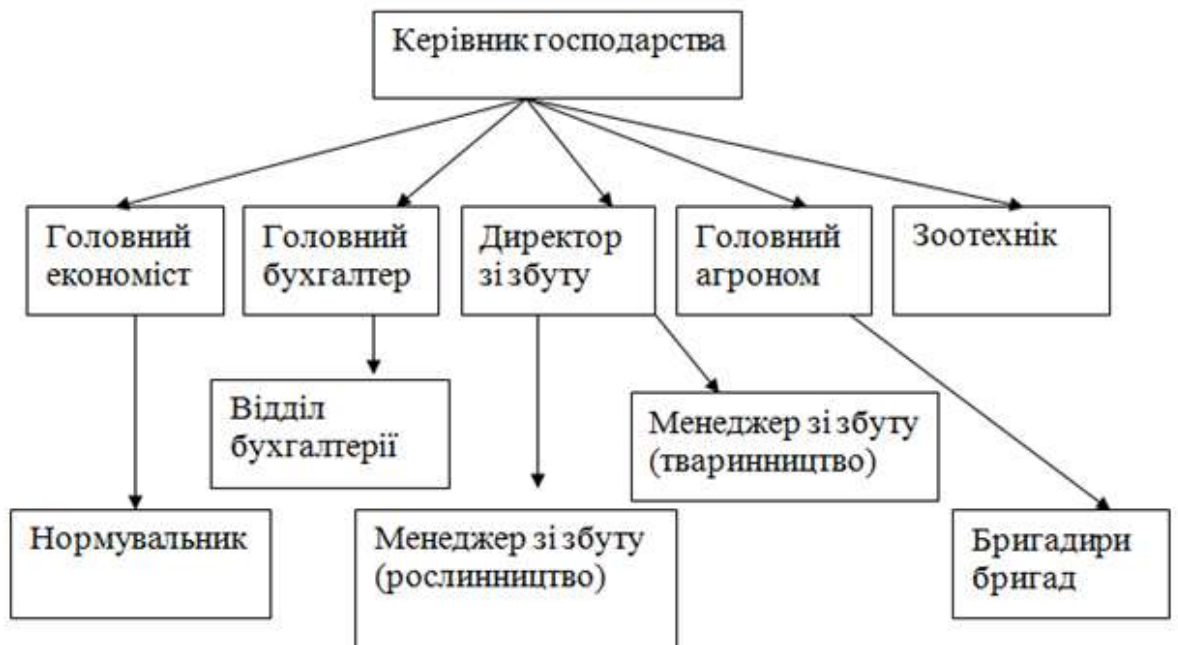 Керівник господарства
Головний
економіст
Головний
бухгалтер
Директор
зі збуту
Головний
агроном
Зоотехнік
Відділ
бухгалтерії
Менеджер зі збуту
(тваринництво)
Нормувальник
Менеджер зі збуту
(рослинництво)
Бригадири
бригад